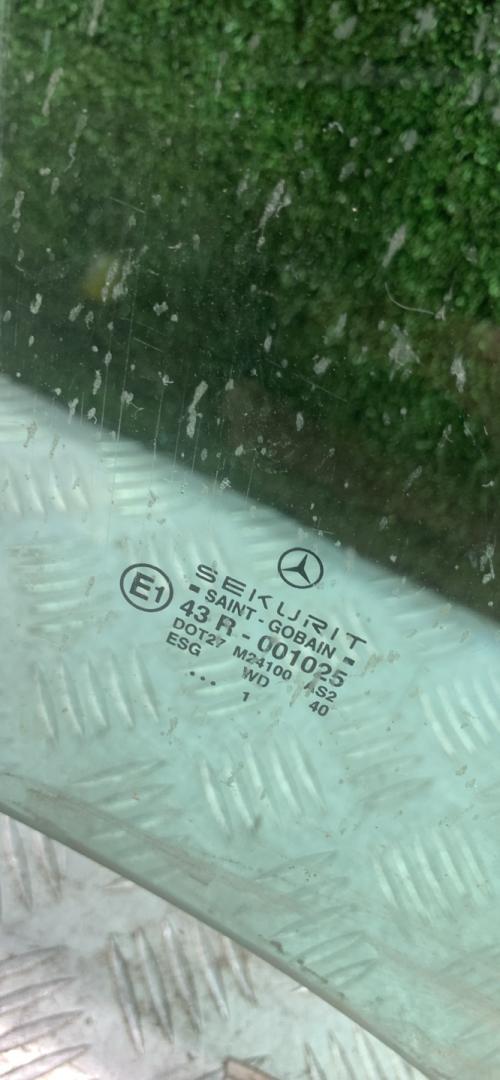 SEKURIT
E1 - SAINT - GOBAIN -
43 R - 001025
DOT27 M24100 AS2
ESG WD 40
... 1